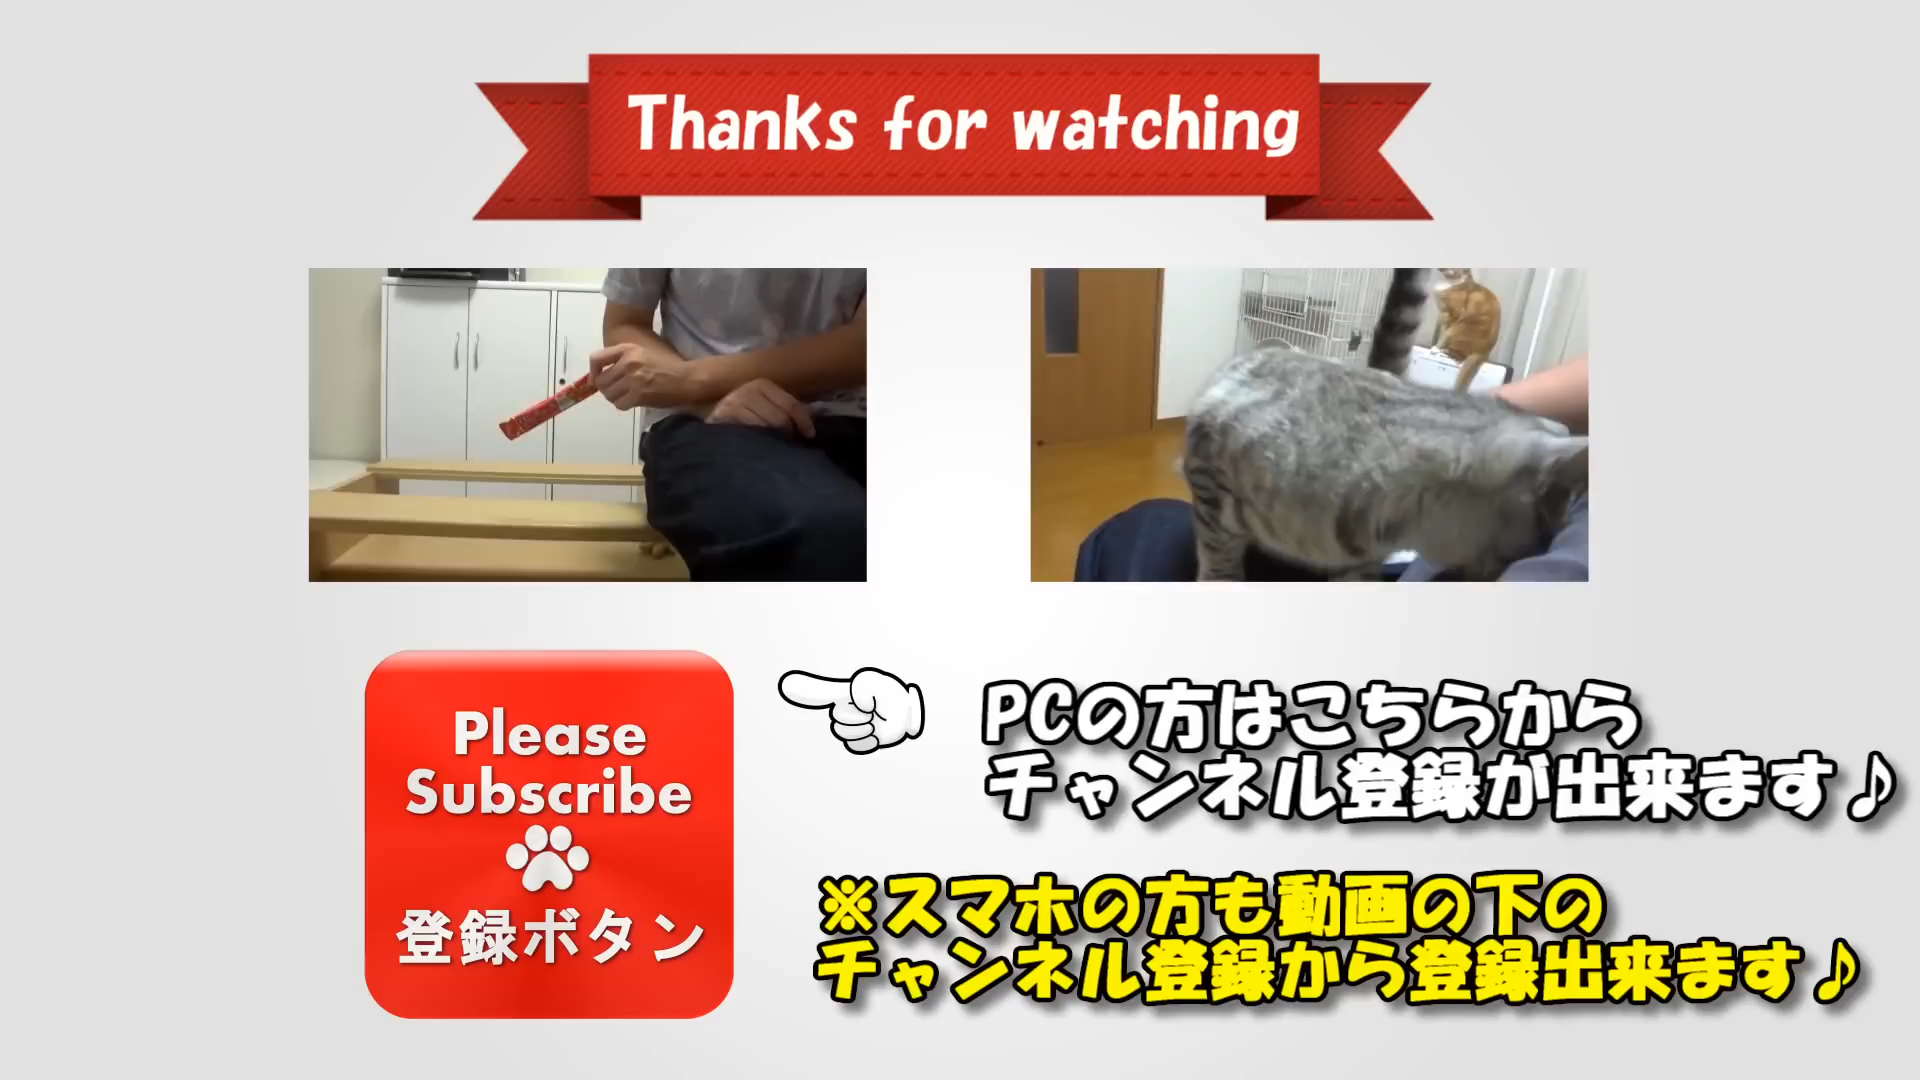 Thanks for watching
Please
Subscribe
登録ボタン
PCの方はこちらから
チャンネル登録が出来ます♪
※スマホの方も動画の下の
チャンネル登録から登録出来ます♪